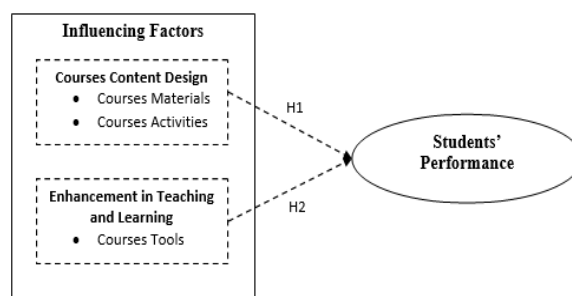 Influencing Factors
Courses Content Design
• Courses Materials
• Courses Activities
H1
Students'
Performance
Enhancement in Teaching
and Learning
• Courses Tools
H2